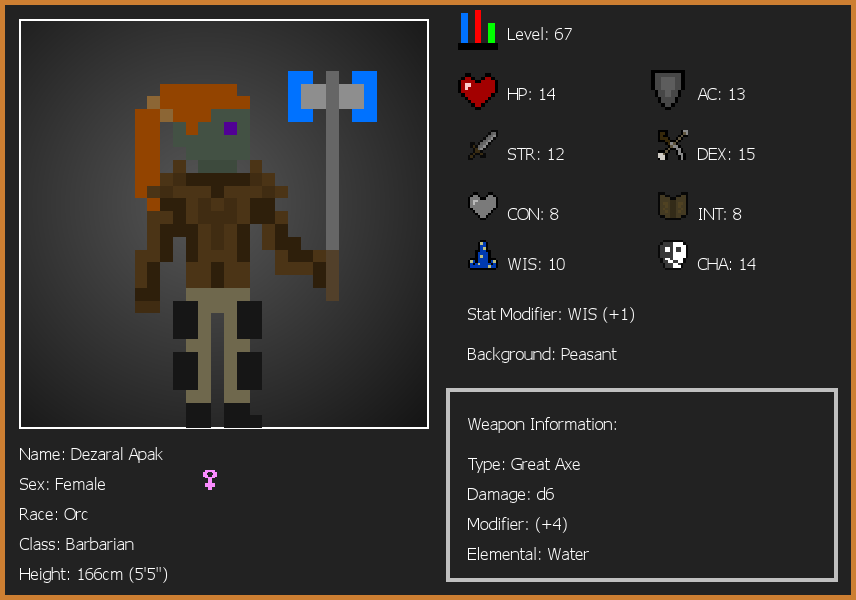 Level: 67
HP: 14
AC: 13
STR: 12
DEX: 15
CON: 8
INT: 8
WIS: 10
CHA: 14
Stat Modifier: WIS (+1)
Background: Peasant
Weapon Information:
Type: Great Axe
Damage: d6
Modifier: (+4)
Elemental: Water
Name: Dezaral Apak
Sex: Female
Race: Orc
Class: Barbarian
Height: 166cm (5'5")